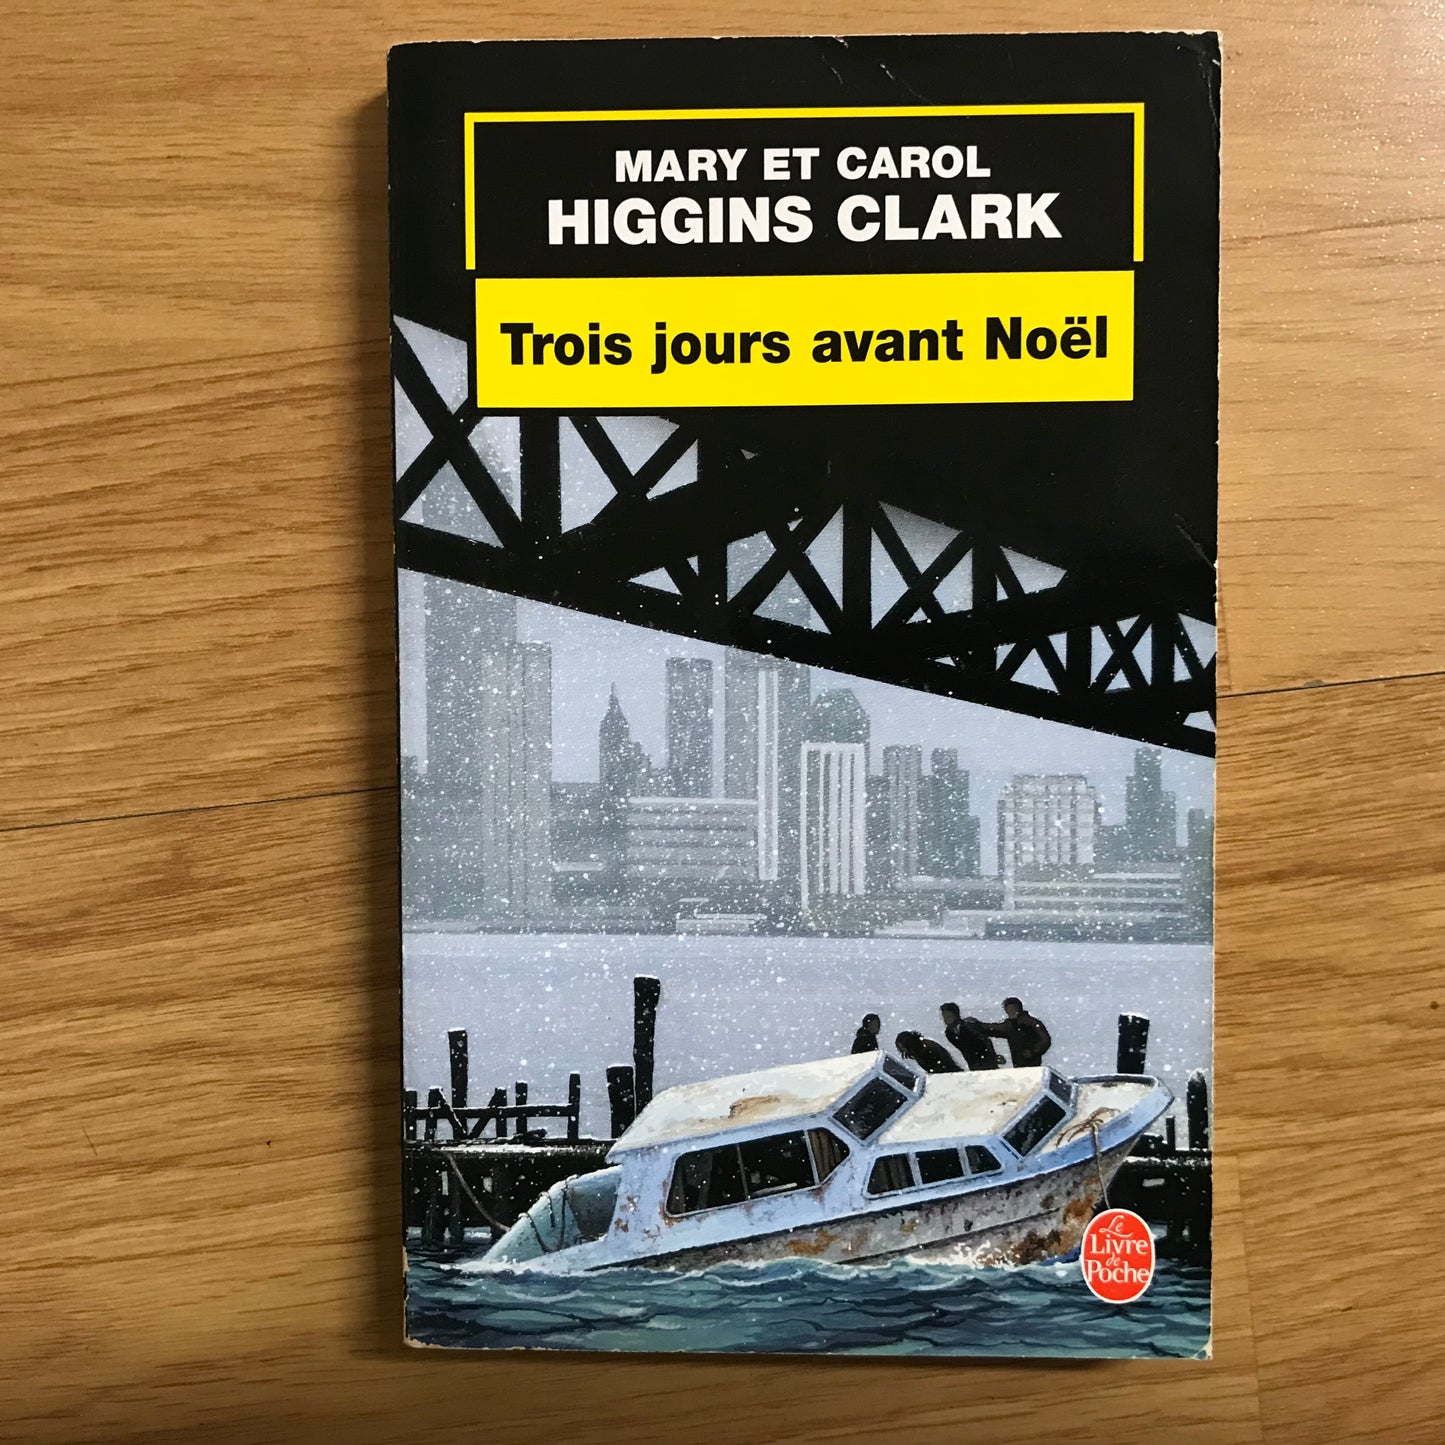 MARY ET CAROL
HIGGINS CLARK
Trois jours avant Noël
Le
Livre
de
Poche